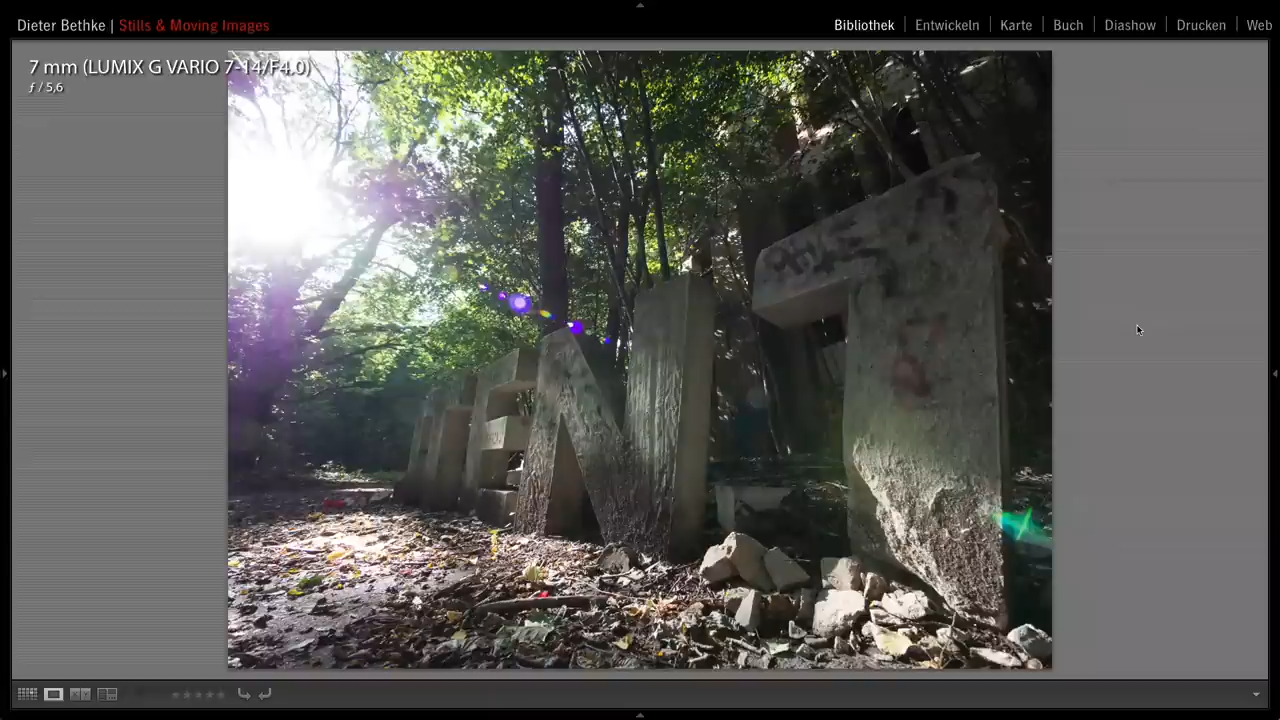 Dieter Bethke | Stills & Moving Images
Bibliothek | Entwickeln | Karte | Buch | Diashow | Drucken | Web
7 mm (LUMIX G VARIO 7-14/F4.0)
ƒ / 5,6